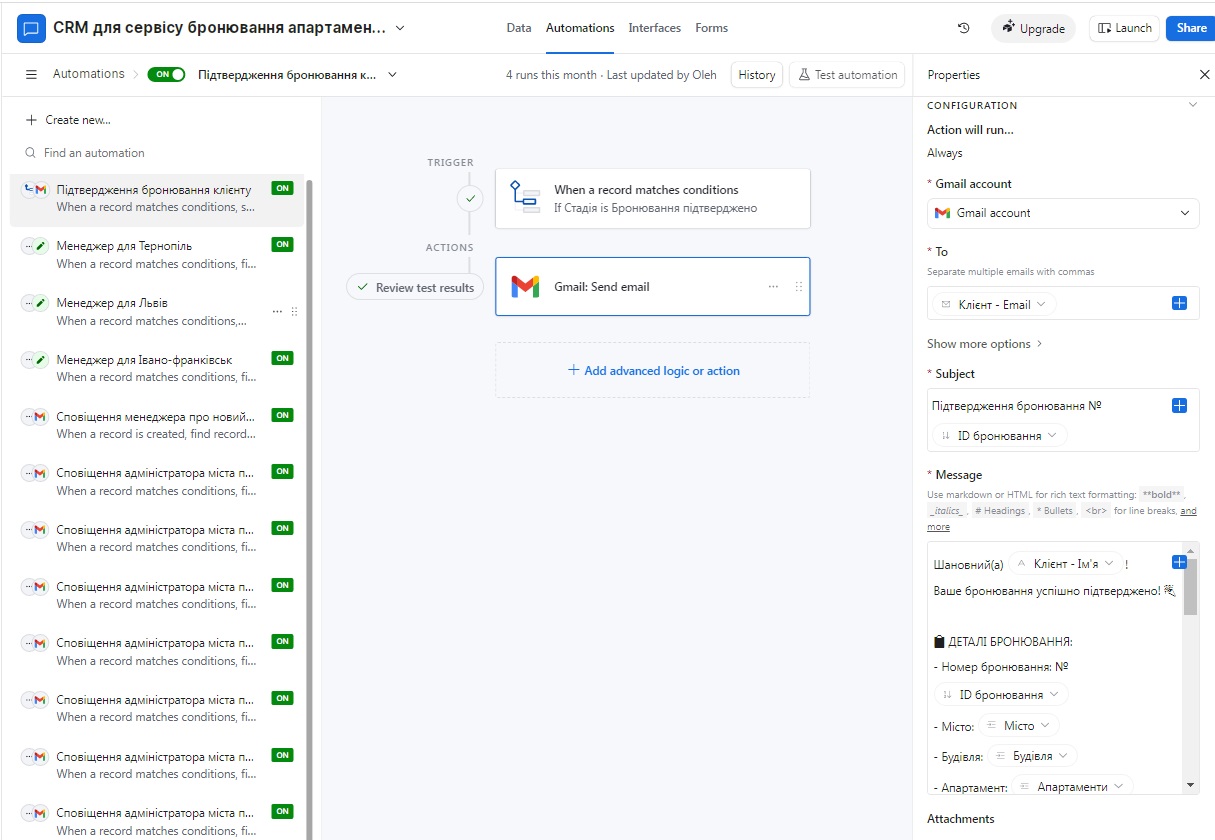 CRM для сервісу бронювання апартамен...
Data
Automations
Interfaces
Forms
Upgrade
Launch
Share
Automations
ON
Підтвердження бронювання к...
4 runs this month · Last updated by Oleh
History
Test automation
Properties
Create new...
Find an automation
Підтвердження бронювання клієнту
ON
When a record matches conditions, s...
Менеджер для Тернопіль
ON
When a record matches conditions, fi...
Менеджер для Львів
When a record matches conditions,...
Менеджер для Івано-франківськ
ON
When a record matches conditions, fi...
Сповіщення менеджера про новий...
ON
When a record is created, find record...
Сповіщення адміністратора міста п...
ON
When a record matches conditions, fi...
Сповіщення адміністратора міста п...
ON
When a record matches conditions, fi...
Сповіщення адміністратора міста п...
ON
When a record matches conditions, fi...
Сповіщення адміністратора міста п...
ON
When a record matches conditions, fi...
Сповіщення адміністратора міста п...
ON
When a record matches conditions, fi...
Сповіщення адміністратора міста п...
ON
When a record matches conditions, fi...
Сповіщення адміністратора міста п...
ON
When a record matches conditions, fi...
TRIGGER
When a record matches conditions
If Стадія is Бронювання підтверджено
ACTIONS
Review test results
Gmail: Send email
Add advanced logic or action
CONFIGURATION
Action will run...
Always
* Gmail account
Gmail account
* To
Separate multiple emails with commas
Клієнт - Email
Show more options
* Subject
Підтвердження бронювання №
ID бронювання
* Message
Use markdown or HTML for rich text formatting: **bold** ,
_italics_ , # Headings , * Bullets , <br> for line breaks, and
more
Шановний(а) Клієнт - Ім'я !
Ваше бронювання успішно підтверджено!
ДЕТАЛІ БРОНЮВАННЯ:
- Номер бронювання: №
ID бронювання
- Місто: Місто
- Будівля: Будівля
- Апартамент: Апартаменти
Attachments